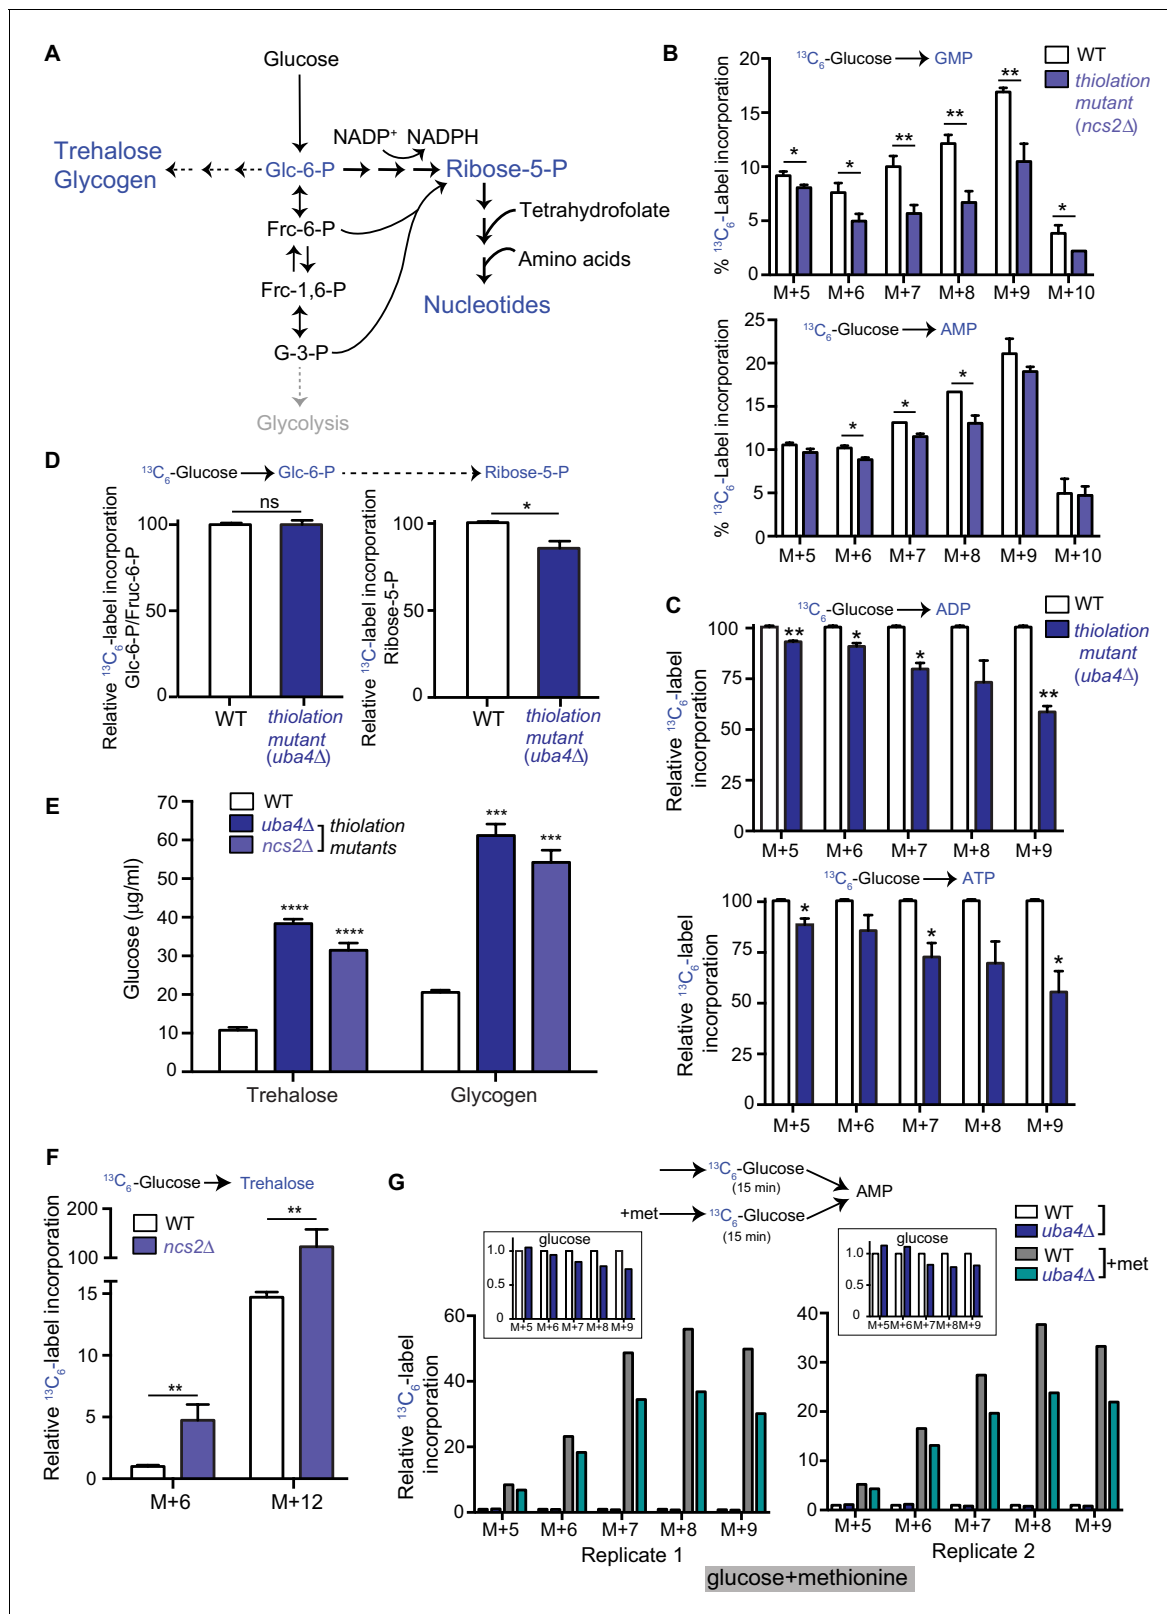 A
Glucose
NADP+ NADPH
Trehalose
Glycogen
Glc-6-P
Ribose-5-P
Tetrahydrofolate
Frc-6-P
Amino acids
Frc-1,6-P
Nucleotides
G-3-P
Glycolysis
B
13C6-Glucose GMP
WT
thiolation
mutant
(ncs2Δ)
% 13C6-Label incorporation
20
15
10
5
0
* * ** ** ** *
M+5 M+6 M+7 M+8 M+9 M+10
13C6-Glucose AMP
% 13C6-Label incorporation
25
20
15
10
5
0
* * *
M+5 M+6 M+7 M+8 M+9 M+10
C
13C6-Glucose ADP
WT
thiolation
mutant
(uba4Δ)
Relative 13C6-label
incorporation
100
75
50
25
0
** * * **
M+5 M+6 M+7 M+8 M+9
13C6-Glucose ATP
Relative 13C6-label
incorporation
100
75
50
25
0
* * *
M+5 M+6 M+7 M+8 M+9
D
13C6-Glucose Glc-6-P Ribose-5-P
Relative 13C6-label incorporation
Glc-6-P/Fruc-6-P
100
50
0
ns
WT
thiolation
mutant
(uba4Δ)
Relative 13C-label incorporation
Ribose-5-P
100
50
0
*
WT
thiolation
mutant
(uba4Δ)
E
WT
uba4Δ
ncs2Δ
thiolation
mutants
Glucose (µg/ml)
70
60
50
40
30
20
10
0
**** **** *** ***
Trehalose Glycogen
F
13C6-Glucose Trehalose
WT
ncs2Δ
Relative 13C6-label incorporation
200
100
15
10
5
0
** **
M+6 M+12
G
13C6-Glucose
(15 min)
AMP
+met 13C6-Glucose
(15 min)
WT
uba4Δ
WT
uba4Δ
+met
glucose
1.0
0.5
0
M+5 M+6 M+7 M+8 M+9
Relative 13C6-label
incorporation
60
40
20
0
M+5 M+6 M+7 M+8 M+9
Replicate 1
glucose
1.0
0.5
0
M+5 M+6 M+7 M+8 M+9
40
30
20
10
0
M+5 M+6 M+7 M+8 M+9
Replicate 2
glucose+methionine